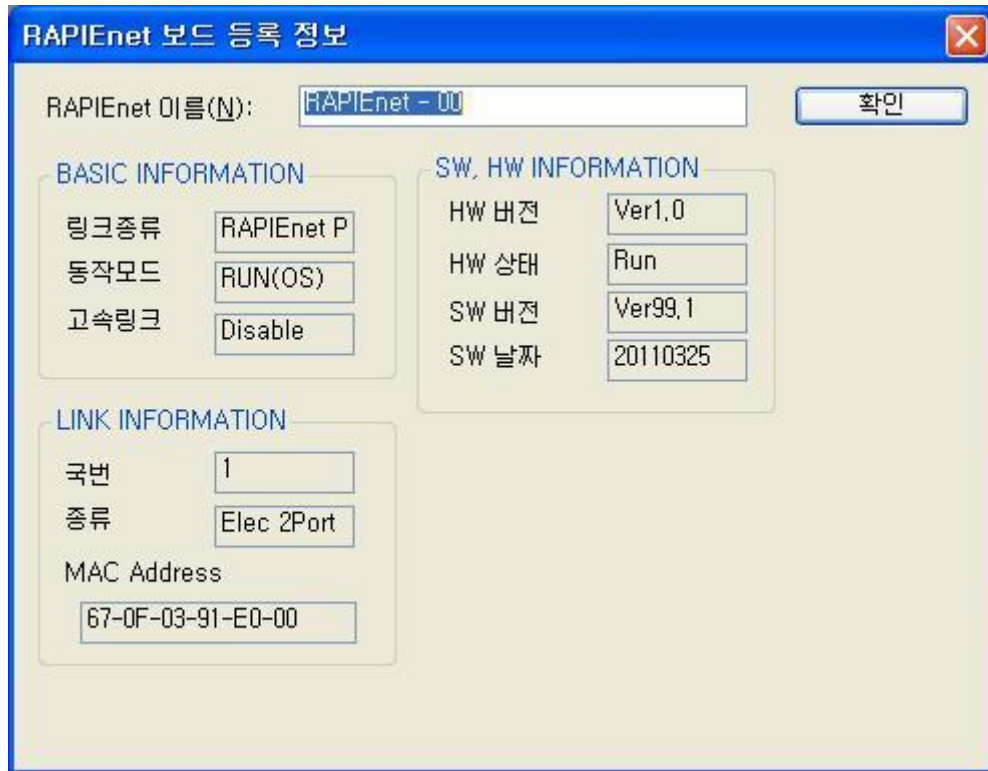 RAPIEnet 보드 등록 정보
RAPIEnet 이름(N): RAPIEnet - 00 확인
BASIC INFORMATION
링크종류 RAPIEnet P
동작모드 RUN(OS)
고속링크 Disable
SW, HW INFORMATION
HW 버전 Ver1.0
HW 상태 Run
SW 버전 Ver99.1
SW 날짜 20110325
LINK INFORMATION
국번 1
종류 Elec 2Port
MAC Address
67-0F-03-91-E0-00